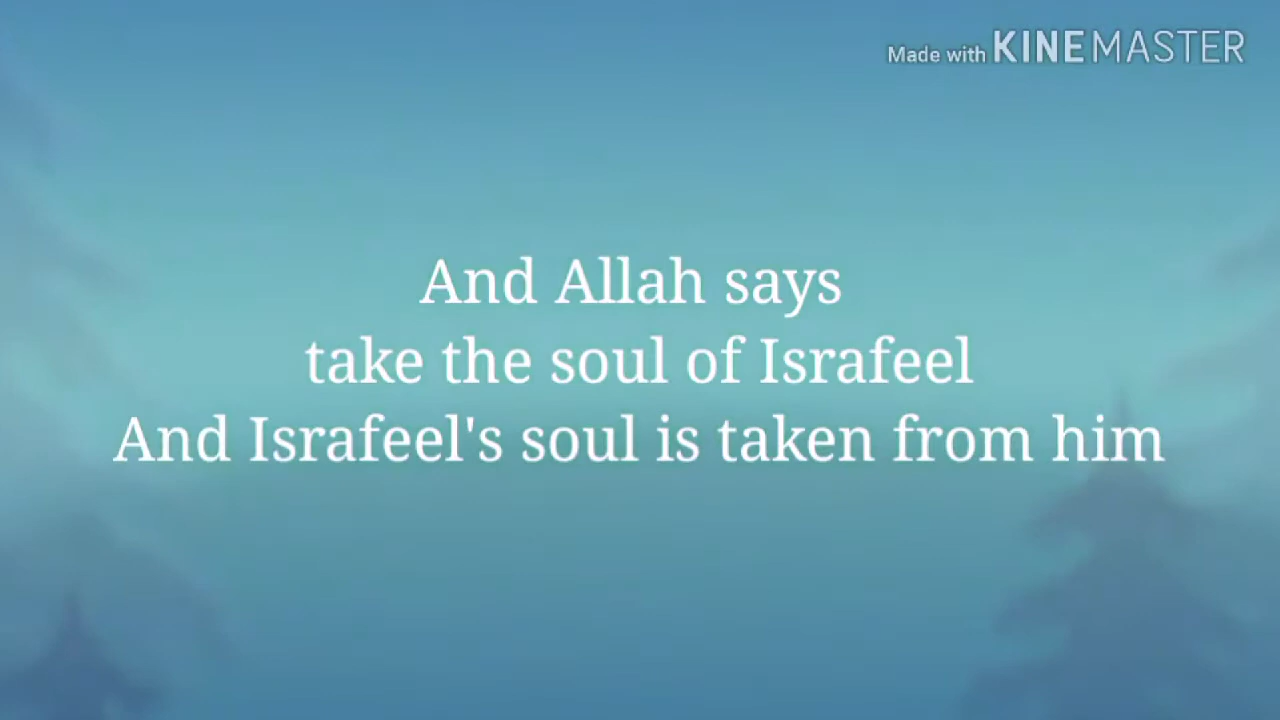 Made with KINEMASTER
And Allah says
take the soul of Israfeel
And Israfeel's soul is taken from him